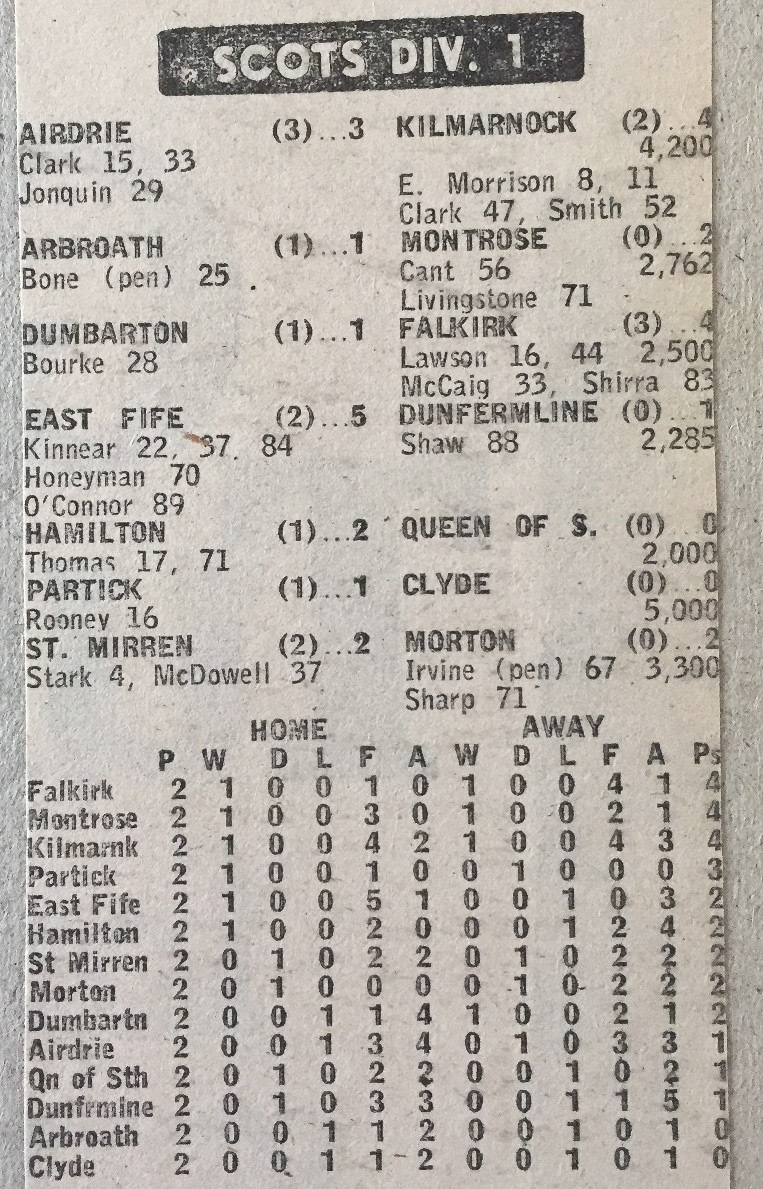 SCOTS DIV. 1
AIRDRIE (3)...3 KILMARNOCK (2)...4
Clark 15, 33 4,200
Jonquin 29 E. Morrison 8, 11
Clark 47, Smith 52
ARBROATH (1)...1 MONTROSE (0)...2
Bone (pen) 25 . Cant 56 2,762
Livingstone 71
DUMBARTON (1)...1 FALKIRK (3)...4
Bourke 28 Lawson 16, 44 2,500
McCaig 33, Shirra 83
EAST FIFE (2)...5 DUNFERMLINE (0)...1
Kinnear 22, 37. 84 Shaw 88 2,285
Honeyman 70
O'Connor 89
HAMILTON (1)...2 QUEEN OF S. (0)...0
Thomas 17, 71 2,000
PARTICK (1)...1 CLYDE (0)...0
Rooney 16 5,000
ST. MIRREN (2)...2 MORTON (0)...2
Stark 4, McDowell 37 Irvine (pen) 67 3,300
Sharp 71
HOME AWAY
P W D L F A W D L F A Ps
Falkirk 2 1 0 0 1 0 1 0 0 4 1 4
Montrose 2 1 0 0 3 0 1 0 0 2 1 4
Kilmarnk 2 1 0 0 4 2 1 0 0 4 3 4
Partick 2 1 0 0 1 0 0 1 0 0 0 3
East Fife 2 1 0 0 5 1 0 0 1 0 3 2
Hamilton 2 1 0 0 2 0 0 0 1 2 4 2
St Mirren 2 0 1 0 2 2 0 1 0 2 2 2
Morton 2 0 1 0 0 0 0 1 0 2 2 2
Dumbartn 2 0 0 1 1 4 1 0 0 2 1 2
Airdrie 2 0 0 1 3 4 0 1 0 3 3 1
Qn of Sth 2 0 1 0 2 2 0 0 1 0 2 1
Dunfrmine 2 0 1 0 3 3 0 0 1 1 5 1
Arbroath 2 0 0 1 1 2 0 0 1 0 1 0
Clyde 2 0 0 1 1 2 0 0 1 0 1 0